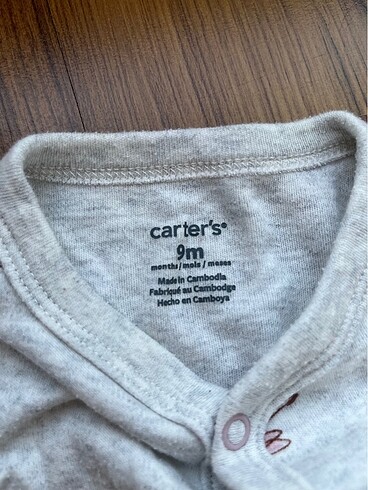 carter's®
9m
months / mois / meses
Made in Cambodia
Fabriqué au Cambodge
Hecho en Camboya